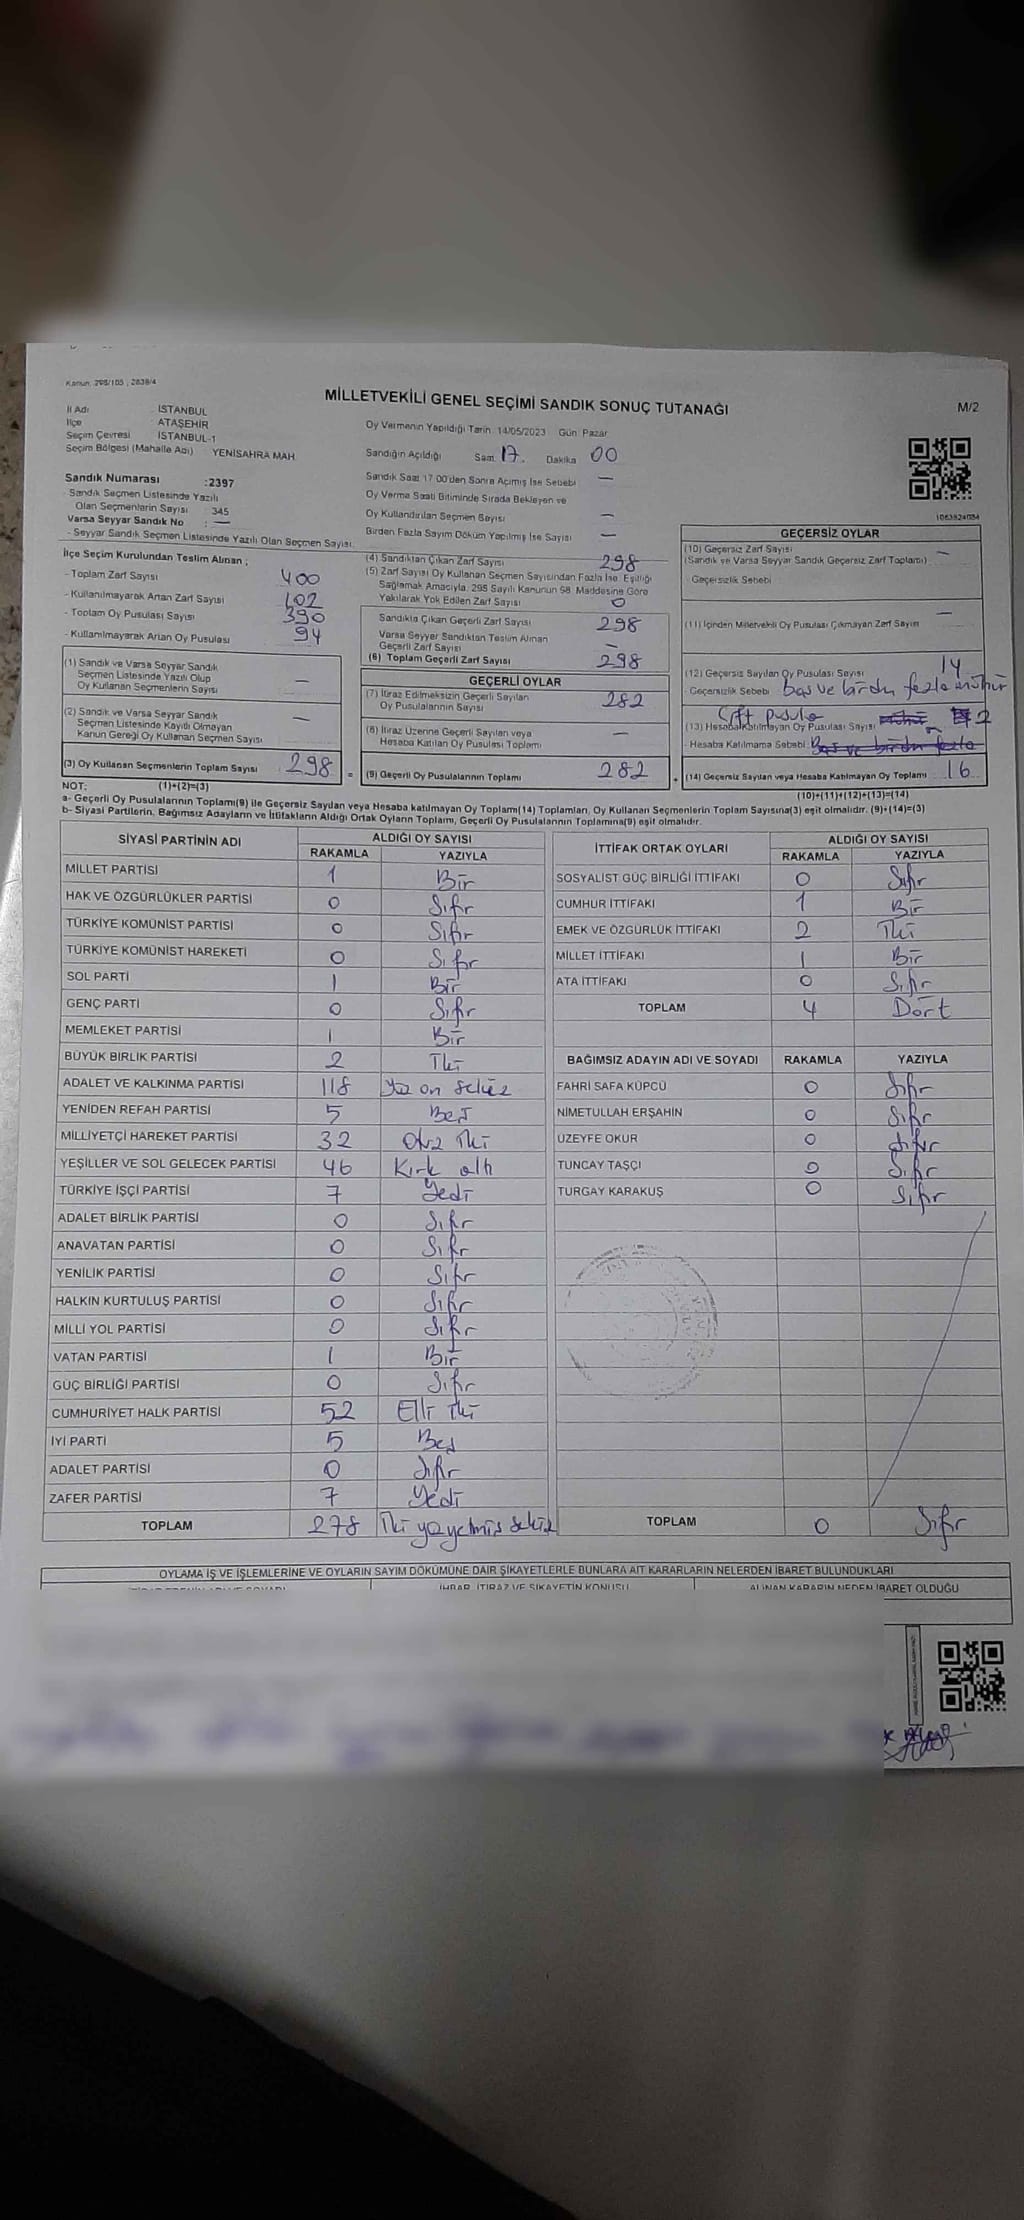 Kanun: 298/105 , 2839/4
MİLLETVEKİLİ GENEL SEÇİMİ SANDIK SONUÇ TUTANAĞI
M/2
İl Adı İSTANBUL
İlçe ATAŞEHİR
Seçim Çevresi İSTANBUL-1
Seçim Bölgesi (Mahalle Adı) YENİSAHRA MAH.
Oy Vermenin Yapıldığı Tarih: 14/05/2023 Gün: Pazar
Sandığın Açıldığı Saat: 17. Dakika 00
Sandık Saat 17.00'den Sonra Açımış İse Sebebi —
Oy Verme Saati Bitiminde Sırada Bekleyen ve
Oy Kullandırılan Seçmen Sayısı —
Birden Fazla Sayım Döküm Yapılmış İse Sayısı —
1063924034
Sandık Numarası :2397
- Sandık Seçmen Listesinde Yazılı
Olan Seçmenlerin Sayısı : 345
Varsa Seyyar Sandık No : —
- Seyyar Sandık Seçmen Listesinde Yazılı Olan Seçmen Sayısı:
İlçe Seçim Kurulundan Teslim Alınan ;
- Toplam Zarf Sayısı 400
- Kullanılmayarak Artan Zarf Sayısı 102
- Toplam Oy Pusulası Sayısı 390
- Kullanılmayarak Artan Oy Pusulası 94
(1) Sandık ve Varsa Seyyar Sandık
Seçmen Listesinde Yazılı Olup
Oy Kullanan Seçmenlerin Sayısı —
(2) Sandık ve Varsa Seyyar Sandık
Seçmen Listesinde Kayıtlı Olmayan
Kanun Gereği Oy Kullanan Seçmen Sayısı —
(3) Oy Kullanan Seçmenlerin Toplam Sayısı 298 =
(4) Sandıktan Çıkan Zarf Sayısı 298
(5) Zarf Sayısı Oy Kullanan Seçmen Sayısından Fazla İse, Eşitliği
Sağlamak Amacıyla, 298 Sayılı Kanunun 98. Maddesine Göre
Yakılarak Yok Edilen Zarf Sayısı 0
Sandıkta Çıkan Geçerli Zarf Sayısı 298
Varsa Seyyar Sandıktan Teslim Alınan
Geçerli Zarf Sayısı —
(6) Toplam Geçerli Zarf Sayısı 298
GEÇERLİ OYLAR
(7) İtiraz Edilmeksizin Geçerli Sayılan
Oy Pusulalarının Sayısı 282
(8) İtiraz Üzerine Geçerli Sayılan veya
Hesaba Katılan Oy Pusulası Toplamı —
(9) Geçerli Oy Pusulalarının Toplamı 282 +
GEÇERSİZ OYLAR
(10) Geçersiz Zarf Sayısı —
(Sandık ve Varsa Seyyar Sandık Geçersiz Zarf Toplamı)
- Geçersizlik Sebebi
(11) İçinden Milletvekili Oy Pusulası Çıkmayan Zarf Sayısı —
(12) Geçersiz Sayılan Oy Pusulası Sayısı 14
- Geçersizlik Sebebi boş ve birden fazla mühür
Çift pusula
(13) Hesaba Katılmayan Oy Pusulası Sayısı 2
- Hesaba Katılmama Sebebi: Boş ve birden fazla
(14) Geçersiz Sayılan veya Hesaba Katılmayan Oy Toplamı 16
NOT: (1)+(2)=(3)
(10)+(11)+(12)+(13)=(14)
a- Geçerli Oy Pusulalarının Toplamı(9) ile Geçersiz Sayılan veya Hesaba katılmayan Oy Toplam(14) Toplamları, Oy Kullanan Seçmenlerin Toplam Sayısına(3) eşit olmalıdır. (9)+(14)=(3)
b- Siyasi Partilerin, Bağımsız Adayların ve İttifakların Aldığı Ortak Oyların Toplamı, Geçerli Oy Pusulalarının Toplamına(9) eşit olmalıdır.
SİYASİ PARTİNİN ADI ALDIĞI OY SAYISI
RAKAMLA YAZIYLA
MİLLET PARTİSİ 1 Bir
HAK VE ÖZGÜRLÜKLER PARTİSİ 0 Sıfır
TÜRKİYE KOMÜNİST PARTİSİ 0 Sıfır
TÜRKİYE KOMÜNİST HAREKETİ 0 Sıfır
SOL PARTİ 1 Bir
GENÇ PARTİ 0 Sıfır
MEMLEKET PARTİSİ 1 Bir
BÜYÜK BİRLİK PARTİSİ 2 İki
ADALET VE KALKINMA PARTİSİ 118 Yüz on sekiz
YENİDEN REFAH PARTİSİ 5 Beş
MİLLİYETÇİ HAREKET PARTİSİ 32 Otuz iki
YEŞİLLER VE SOL GELECEK PARTİSİ 46 Kırk altı
TÜRKİYE İŞÇİ PARTİSİ 7 Yedi
ADALET BİRLİK PARTİSİ 0 Sıfır
ANAVATAN PARTİSİ 0 Sıfır
YENİLİK PARTİSİ 0 Sıfır
HALKIN KURTULUŞ PARTİSİ 0 Sıfır
MİLLİ YOL PARTİSİ 0 Sıfır
VATAN PARTİSİ 1 Bir
GÜÇ BİRLİĞİ PARTİSİ 0 Sıfır
CUMHURİYET HALK PARTİSİ 52 Elli iki
İYİ PARTİ 5 Beş
ADALET PARTİSİ 0 Sıfır
ZAFER PARTİSİ 7 Yedi
TOPLAM 278 İki yüz yetmiş sekiz
İTTİFAK ORTAK OYLARI ALDIĞI OY SAYISI
RAKAMLA YAZIYLA
SOSYALİST GÜÇ BİRLİĞİ İTTİFAKI 0 Sıfır
CUMHUR İTTİFAKI 1 Bir
EMEK VE ÖZGÜRLÜK İTTİFAKI 2 İki
MİLLET İTTİFAKI 1 Bir
ATA İTTİFAKI 0 Sıfır
TOPLAM 4 Dört
BAĞIMSIZ ADAYIN ADI VE SOYADI RAKAMLA YAZIYLA
FAHRİ SAFA KÜPCÜ 0 Sıfır
NİMETULLAH ERŞAHİN 0 Sıfır
ÜZEYFE OKUR 0 Sıfır
TUNCAY TAŞÇI 0 Sıfır
TURGAY KARAKUŞ 0 Sıfır
TOPLAM 0 Sıfır
OYLAMA İŞ VE İŞLEMLERİNE VE OYLARIN SAYIM DÖKÜMÜNE DAİR ŞİKAYETLERLE BUNLARA AİT KARARLARIN NELERDEN İBARET BULUNDUKLARI
İHBAR, İTİRAZ VE ŞİKAYETİN KONUSU ALINAN KARARIN NEDEN İBARET OLDUĞU